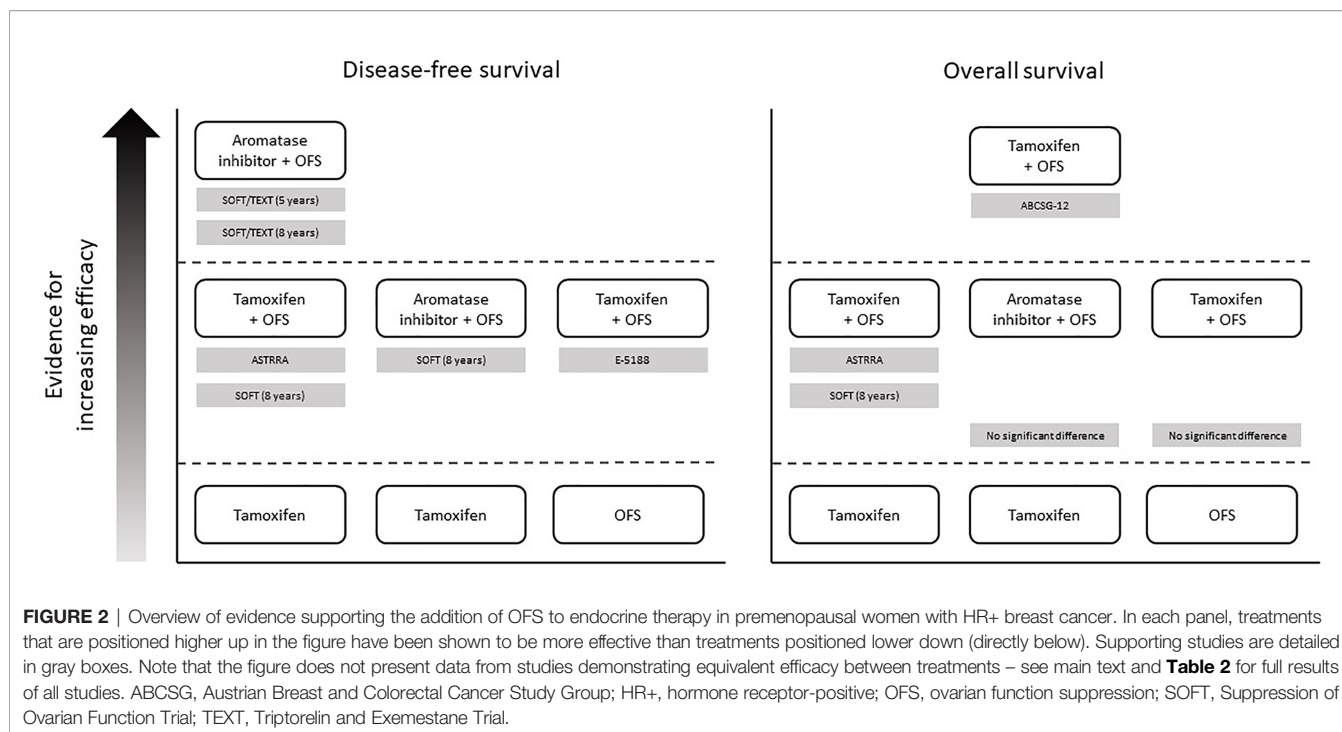 Disease-free survival
Overall survival
Evidence for
increasing efficacy
Aromatase
inhibitor + OFS
SOFT/TEXT (5 years)
SOFT/TEXT (8 years)
Tamoxifen
+ OFS
ASTRRA
SOFT (8 years)
Aromatase
inhibitor + OFS
SOFT (8 years)
Tamoxifen
+ OFS
E-5188
Tamoxifen
Tamoxifen
OFS
Tamoxifen
+ OFS
ABCSG-12
Tamoxifen
+ OFS
ASTRRA
SOFT (8 years)
Aromatase
inhibitor + OFS
No significant difference
Tamoxifen
+ OFS
No significant difference
Tamoxifen
Tamoxifen
OFS
FIGURE 2 | Overview of evidence supporting the addition of OFS to endocrine therapy in premenopausal women with HR+ breast cancer. In each panel, treatments
that are positioned higher up in the figure have been shown to be more effective than treatments positioned lower down (directly below). Supporting studies are detailed
in gray boxes. Note that the figure does not present data from studies demonstrating equivalent efficacy between treatments – see main text and Table 2 for full results
of all studies. ABCSG, Austrian Breast and Colorectal Cancer Study Group; HR+, hormone receptor-positive; OFS, ovarian function suppression; SOFT, Suppression of
Ovarian Function Trial; TEXT, Triptorelin and Exemestane Trial.